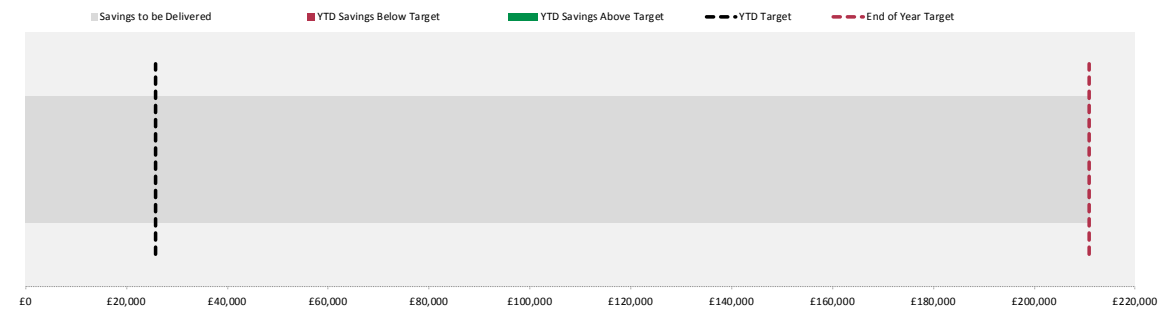 Savings to be Delivered YTD Savings Below Target YTD Savings Above Target YTD Target End of Year Target
£0 £20,000 £40,000 £60,000 £80,000 £100,000 £120,000 £140,000 £160,000 £180,000 £200,000 £220,000